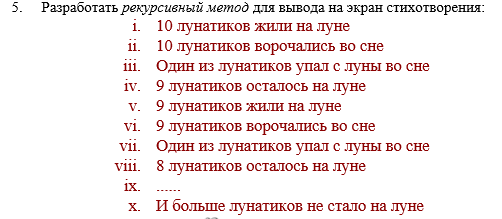 5. Разработать рекурсивный метод для вывода на экран стихотворения:
i. 10 лунатиков жили на луне
ii. 10 лунатиков ворочались во сне
iii. Один из лунатиков упал с луны во сне
iv. 9 лунатиков осталось на луне
v. 9 лунатиков жили на луне
vi. 9 лунатиков ворочались во сне
vii. Один из лунатиков упал с луны во сне
viii. 8 лунатиков осталось на луне
ix. ......
x. И больше лунатиков не стало на луне